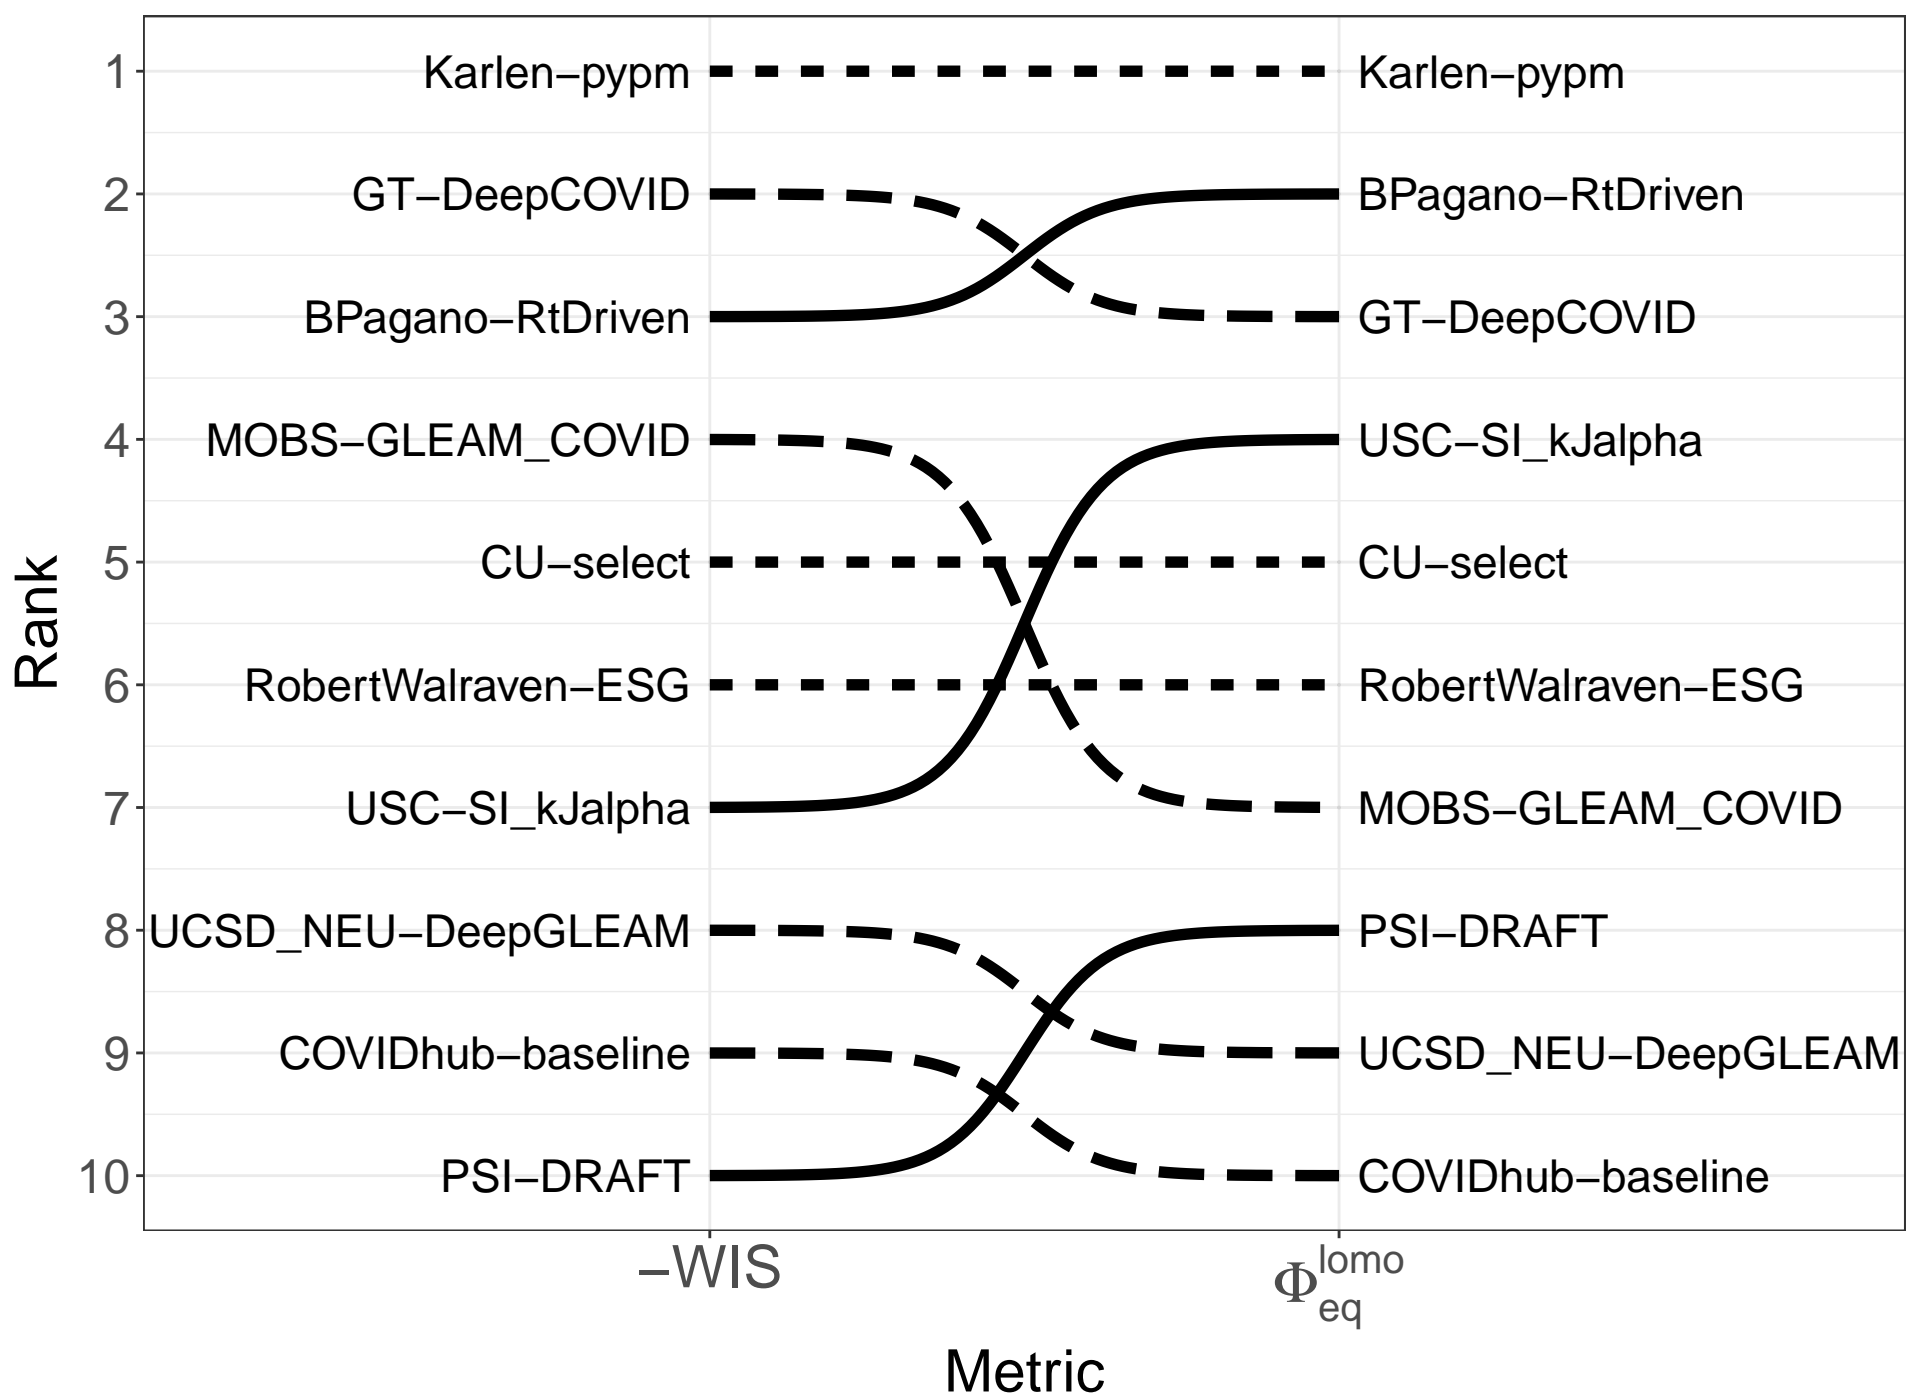 1 Karlen–pypm Karlen–pypm
2 GT–DeepCOVID BPagano–RtDriven
3 BPagano–RtDriven GT–DeepCOVID
4 MOBS–GLEAM_COVID USC–SI_kJalpha
5 CU–select CU–select
Rank
6 RobertWalraven–ESG RobertWalraven–ESG
7 USC–SI_kJalpha MOBS–GLEAM_COVID
8 UCSD_NEU–DeepGLEAM PSI–DRAFT
9 COVIDhub–baseline UCSD_NEU–DeepGLEAM
10 PSI–DRAFT COVIDhub–baseline
–WIS Φ lomo eq
Metric